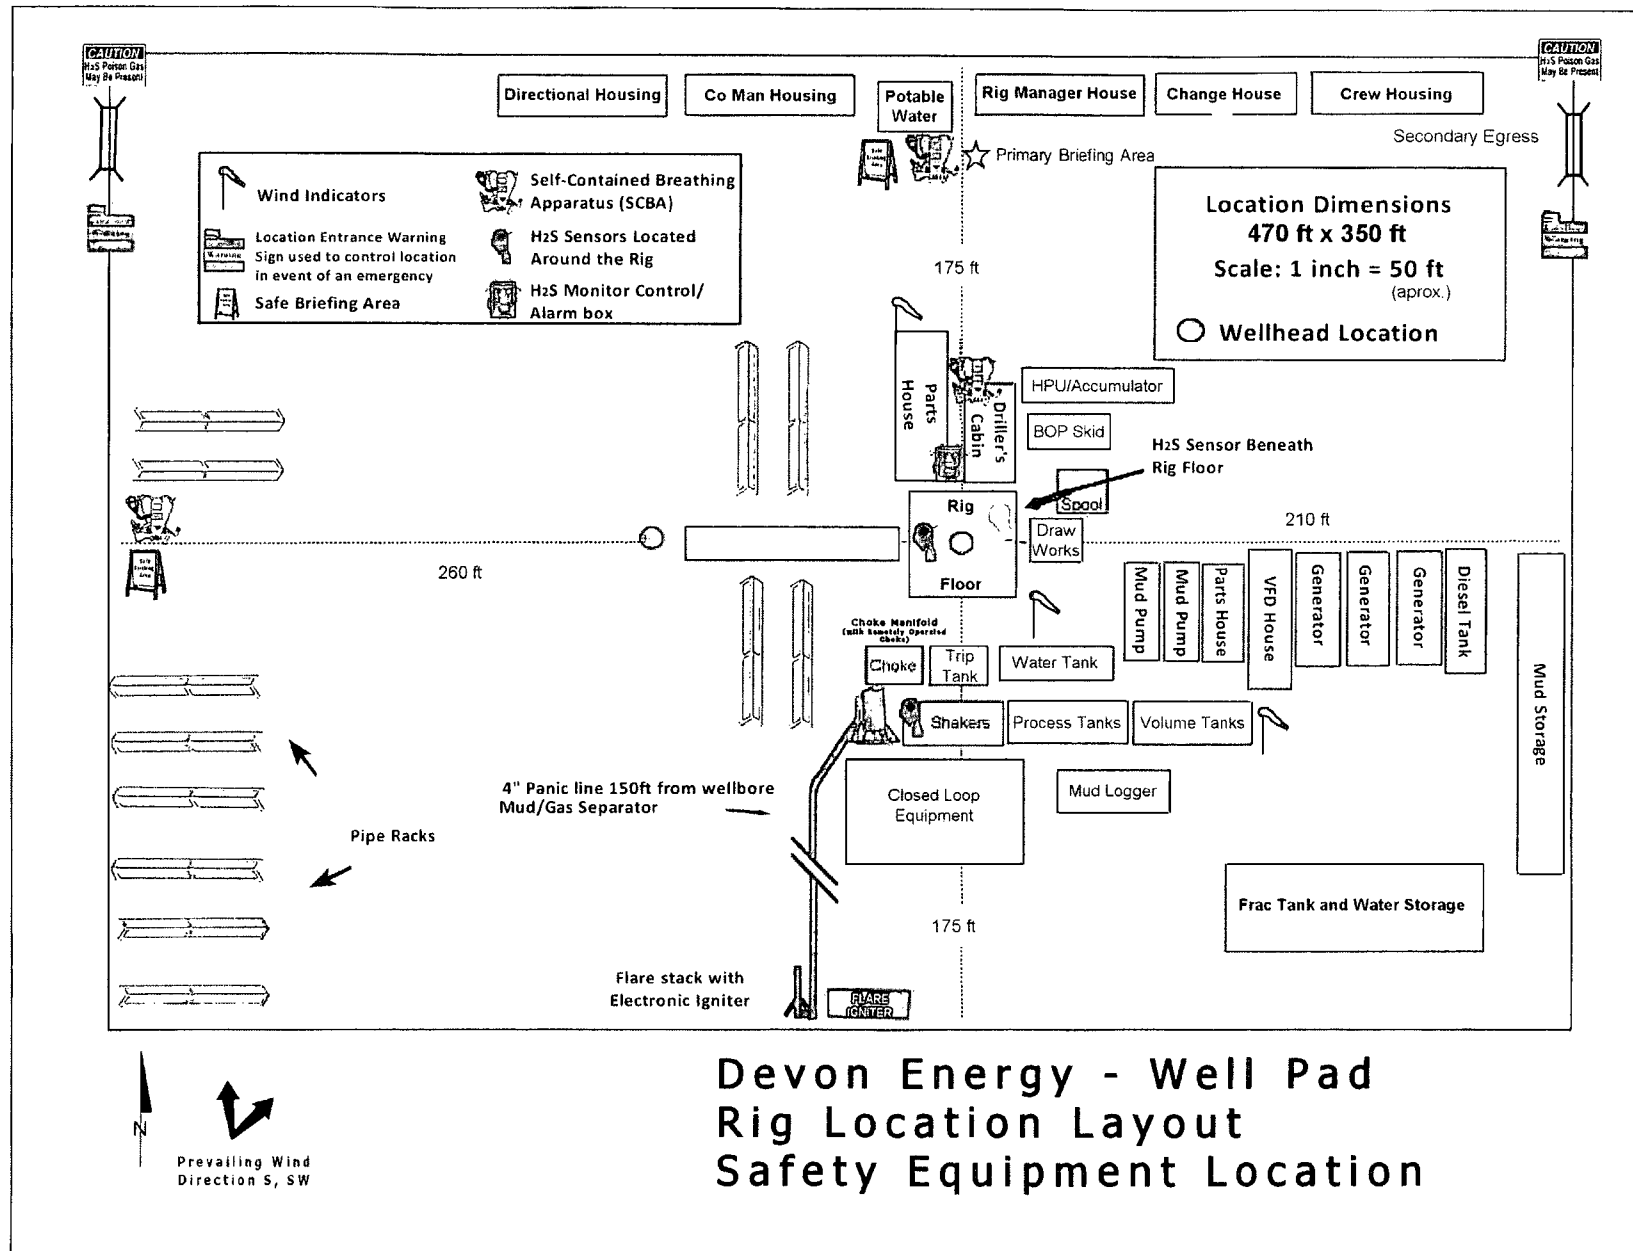 CAUTION
H2S Poison Gas
May Be Present
CAUTION
H2S Poison Gas
May Be Present
Directional Housing
Co Man Housing
Potable
Water
Rig Manager House
Change House
Crew Housing
Secondary Egress
Primary Briefing Area
Wind Indicators
Self-Contained Breathing
Apparatus (SCBA)
Location Entrance Warning
Sign used to control location
in event of an emergency
H2S Sensors Located
Around the Rig
Safe Briefing Area
H2S Monitor Control/
Alarm box
Warning
Location Dimensions
470 ft x 350 ft
Scale: 1 inch = 50 ft
(aprox.)
Wellhead Location
175 ft
Parts
House
Driller's
Cabin
HPU/Accumulator
BOP Skid
H2S Sensor Beneath
Rig Floor
Spool
Rig
Floor
Draw
Works
210 ft
260 ft
Safe
Briefing
Area
Mud Pump
Mud Pump
Parts House
VFD House
Generator
Generator
Generator
Diesel Tank
Mud Storage
Choke Manifold
(with Remotely Operated
Choke)
Choke
Trip
Tank
Water Tank
Shakers
Process Tanks
Volume Tanks
4" Panic line 150ft from wellbore
Mud/Gas Separator
Closed Loop
Equipment
Mud Logger
Pipe Racks
Frac Tank and Water Storage
175 ft
Flare stack with
Electronic Igniter
FLARE
IGNITER
N
Prevailing Wind
Direction S, SW
Devon Energy - Well Pad
Rig Location Layout
Safety Equipment Location